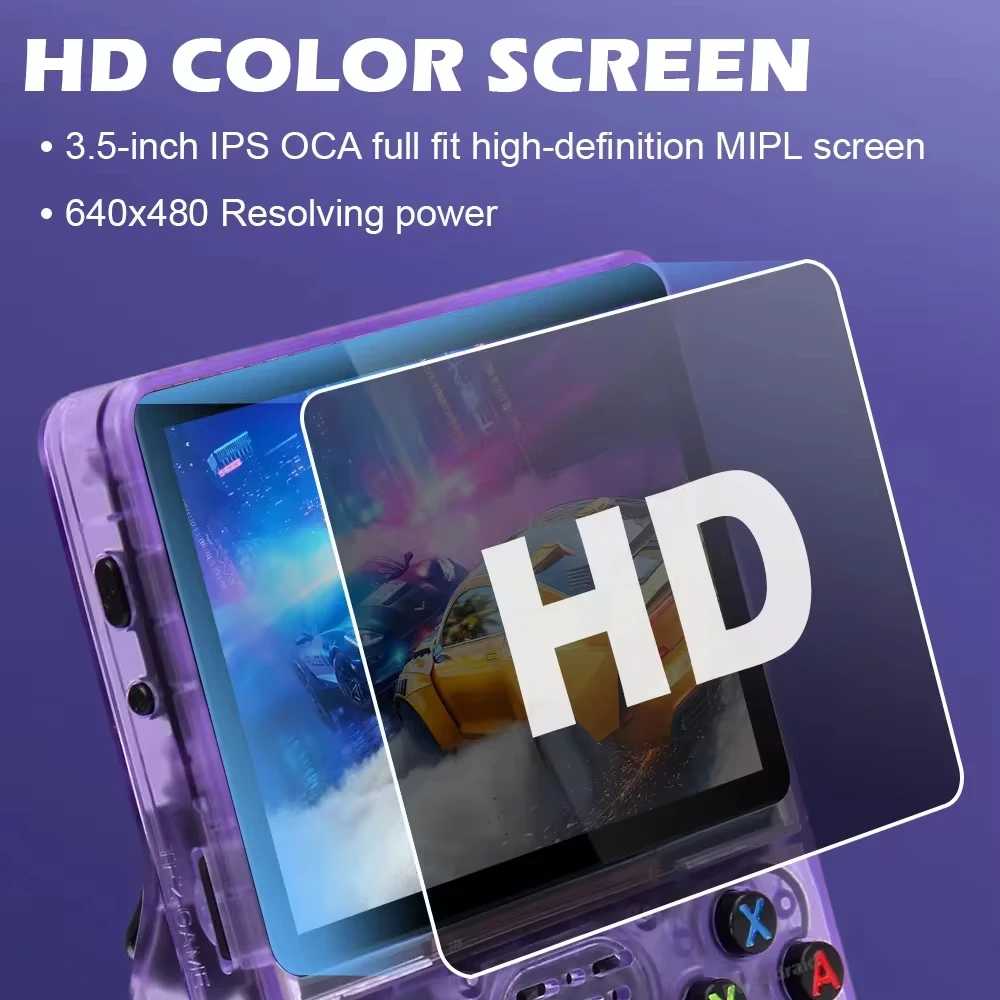 HD COLOR SCREEN
• 3.5-inch IPS OCA full fit high-definition MIPL screen
• 640x480 Resolving power
HD
X
A
Y